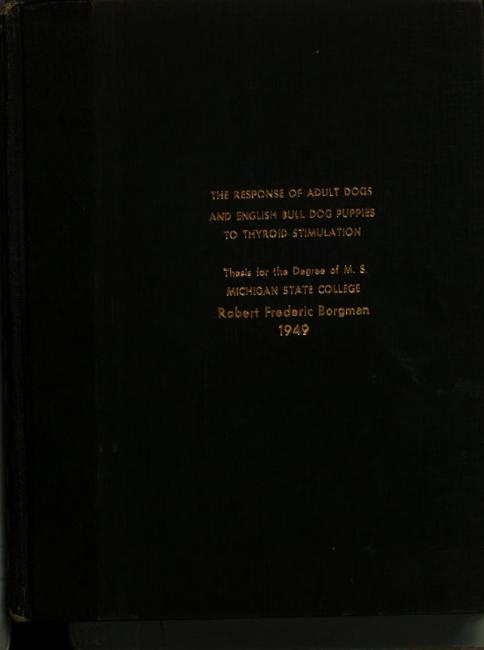 THE RESPONSE OF ADULT DOGS
AND ENGLISH BULL DOG PUPPIES
TO THYROID STIMULATION
Thesis for the Degree of M. S.
MICHIGAN STATE COLLEGE
Robert Frederic Borgman
1949